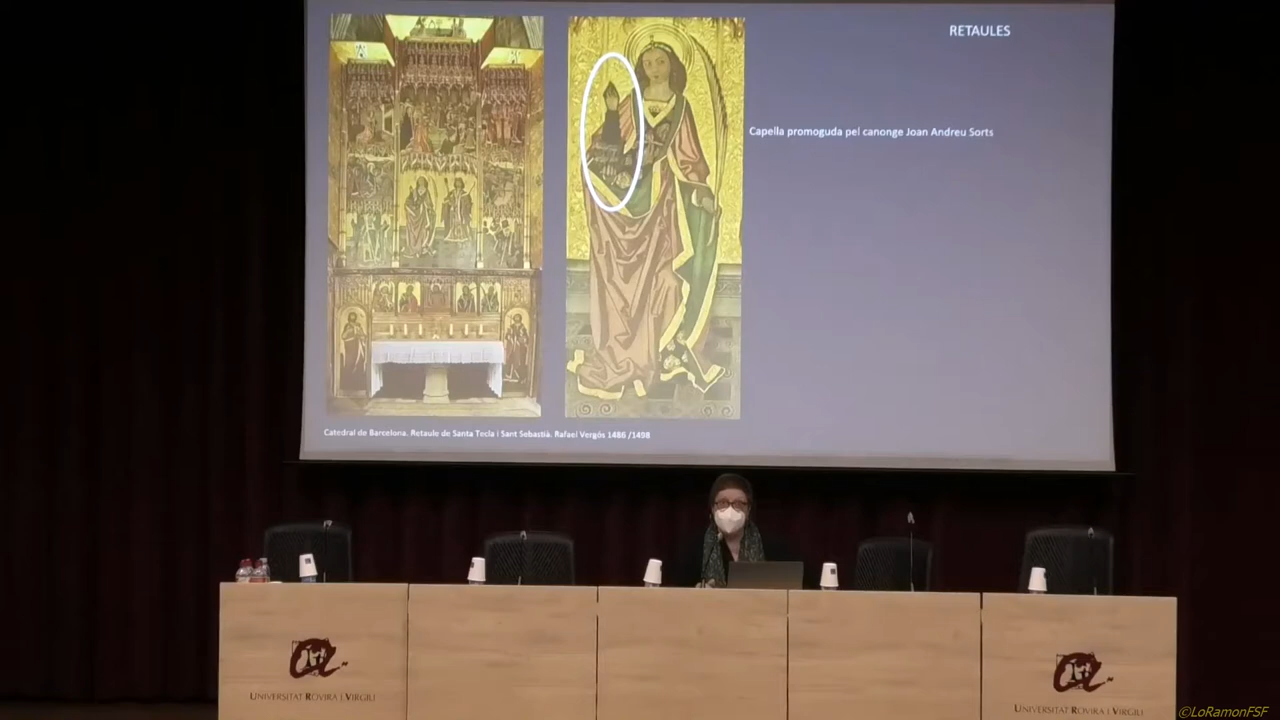 RETAULES
Capella promoguda pel canonge Joan Andreu Sorts
Catedral de Barcelona. Retaule de Santa Tecla i Sant Sebastià. Rafael Vergós 1486 /1498
UNIVERSITAT ROVIRA I VIRGILI
UNIVERSITAT ROVIRA I VIRGILI
©LoRamonFSF